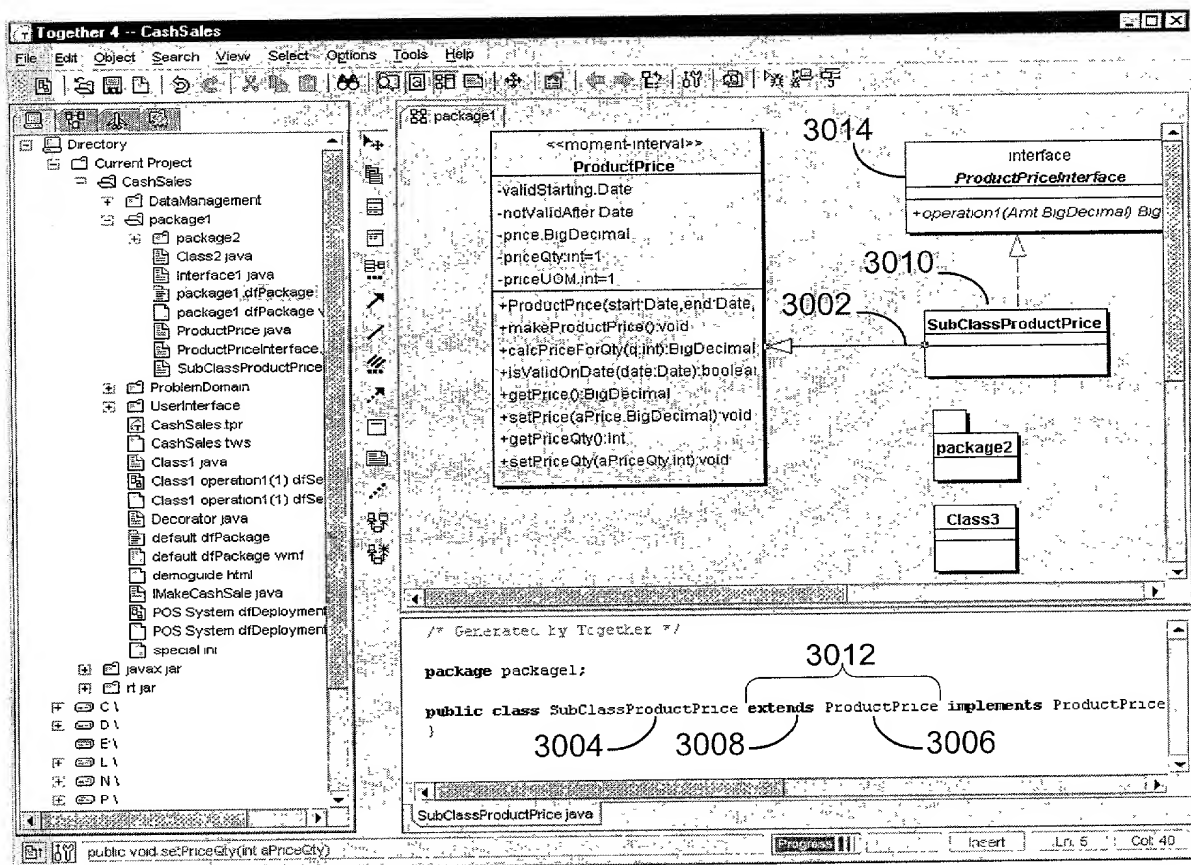 Together 4 -- CashSales
File Edit Object Search View Select Options Tools Help
Directory
Current Project
CashSales
DataManagement
package1
package2
Class2 java
Interface1 java
package1 dfPackage
package1 dfPackage
ProductPrice java
ProductPriceInterface.
SubClassProductPrice
ProblemDomain
UserInterface
CashSales tpr
CashSales tws
Class1 java
Class1 operation1(1) dfSe
Class1 operation1(1) dfSe
Decorator java
default dfPackage
default dfPackage wmf
demoguide html
IMakeCashSale java
POS System dfDeployment
POS System dfDeployment
special ini
javax jar
rt jar
C \
D \
E \
L \
N \
P \
package1
<<moment-interval>>
ProductPrice
-validStarting.Date
-notValidAfter Date
-price.BigDecimal
-priceQty:int=1
-priceUOM.int=1
+ProductPrice(start Date,end Date,
+makeProductPrice():void
+calcPriceForQty(q:int):BigDecimal
+isValidOnDate(date:Date):boolean
+getPrice():BigDecimal
+setPrice(aPrice.BigDecimal):void
+getPriceQty():int
+setPriceQty(aPriceQty.int):void
3014
interface
ProductPriceInterface
+operation1(Amt BigDecimal) Big
3010
3002
SubClassProductPrice
package2
Class3
/* Generated by Together */
package package1;
3012
public class SubClassProductPrice extends ProductPrice implements ProductPrice
}
3004 3008 3006
SubClassProductPrice java
public void setPriceQty(int aPriceQty) Progress Insert Ln. 5 Col: 40